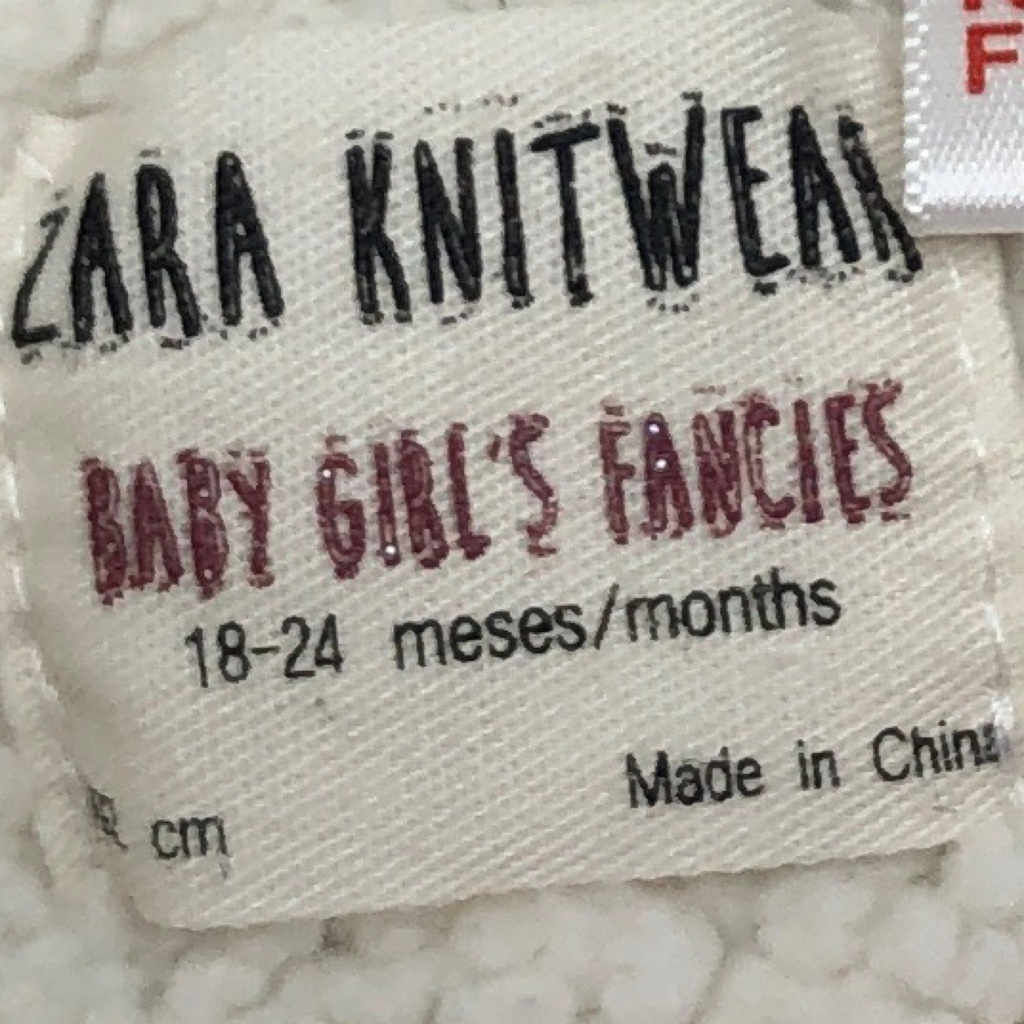 ZARA KNITWEAR
BABY GIRL'S FANCIES
18-24 meses/months
Made in China
cm
F